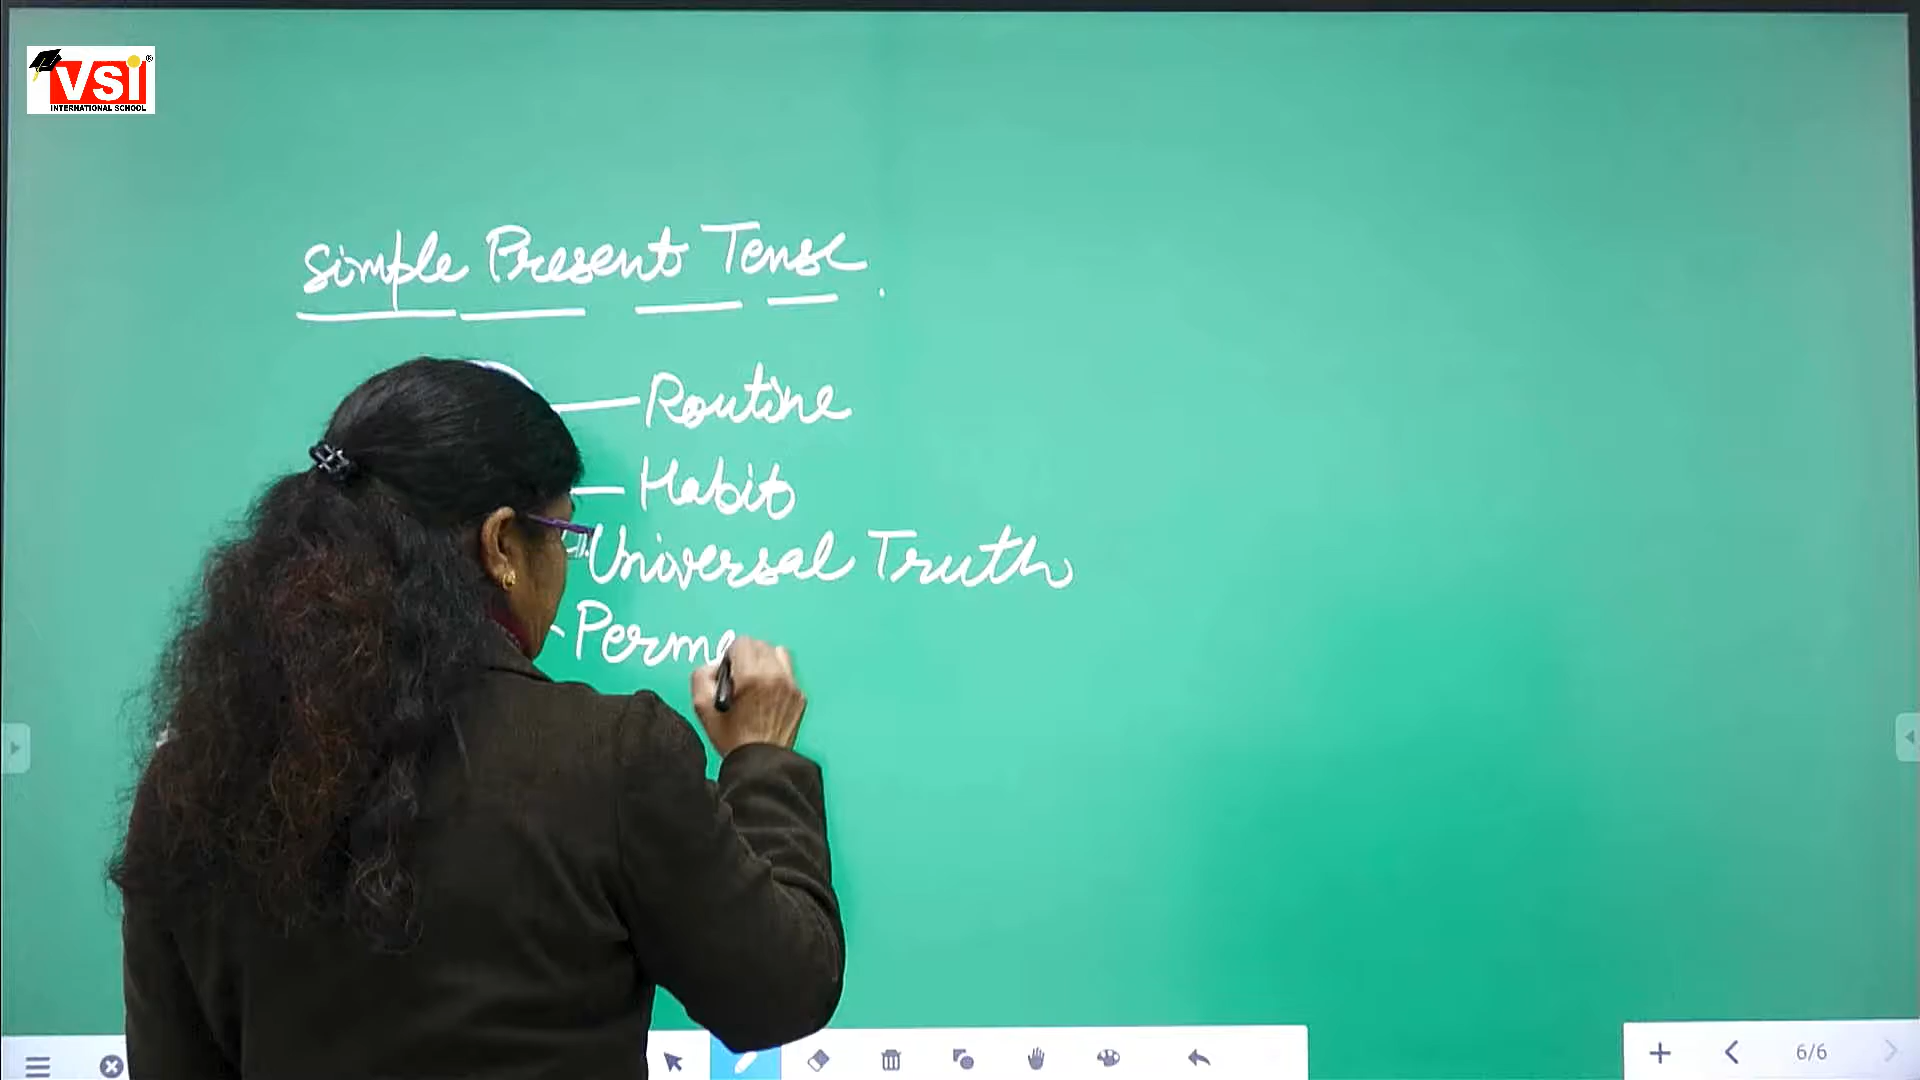 VSI®
INTERNATIONAL SCHOOL
Simple Present Tense.
Routine
Habit
Universal Truth
Perma
6/6